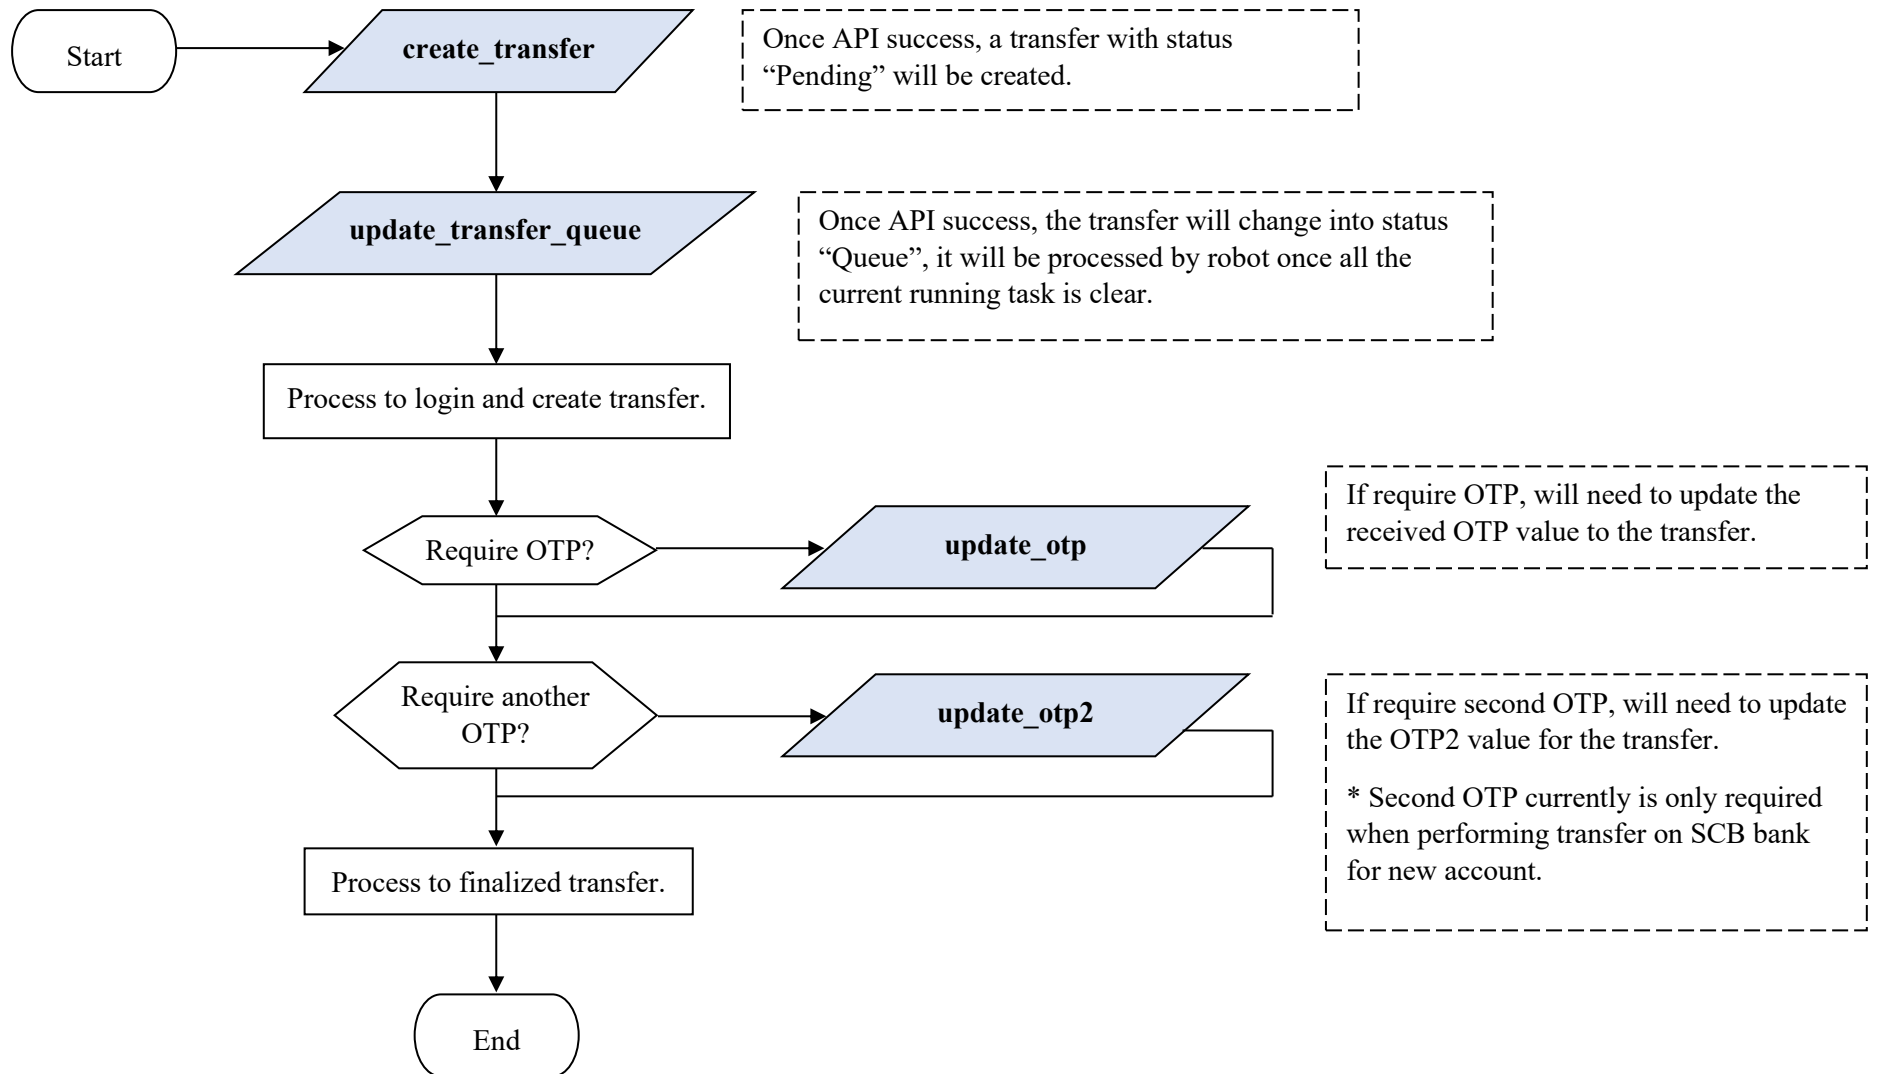 Start
create_transfer
Once API success, a transfer with status
“Pending” will be created.
update_transfer_queue
Once API success, the transfer will change into status
“Queue”, it will be processed by robot once all the
current running task is clear.
Process to login and create transfer.
Require OTP?
update_otp
If require OTP, will need to update the
received OTP value to the transfer.
Require another
OTP?
update_otp2
If require second OTP, will need to update
the OTP2 value for the transfer.
* Second OTP currently is only required
when performing transfer on SCB bank
for new account.
Process to finalized transfer.
End